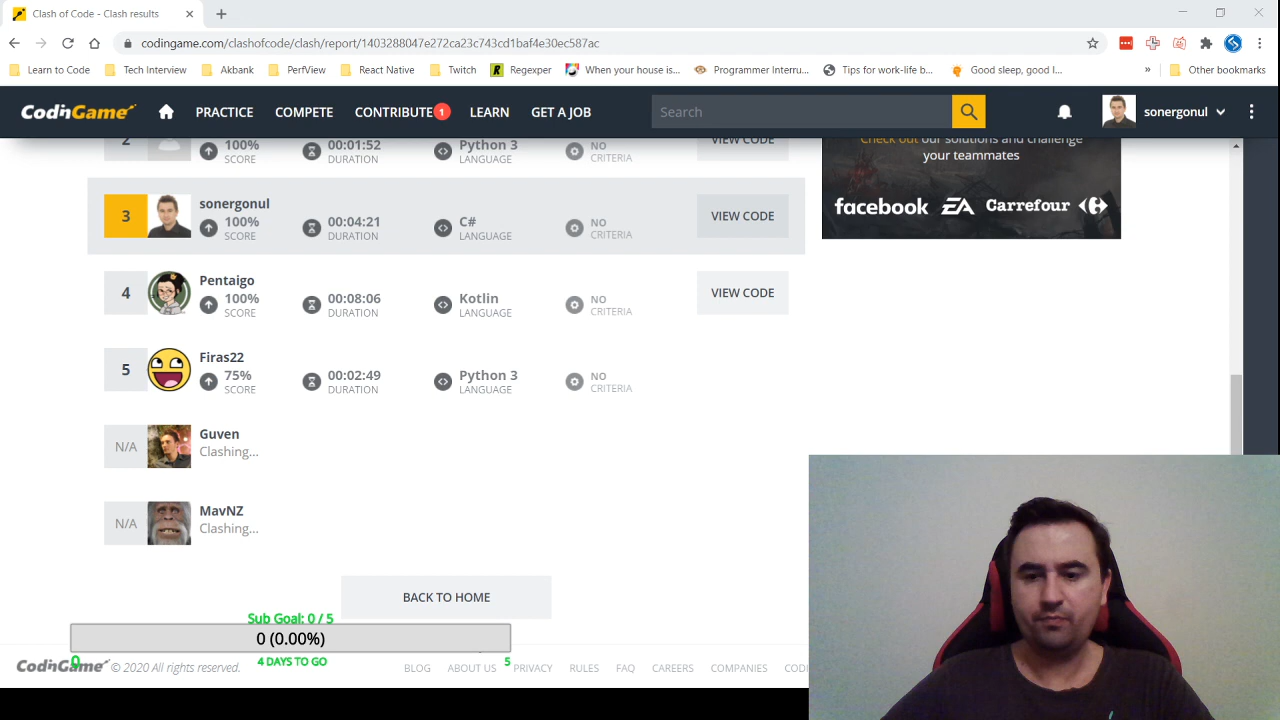 Clash of Code - Clash results
codingame.com/clashofcode/clash/report/1403288047e272ca23c743cd1baf4e30ec587ac
Learn to Code Tech Interview Akbank PerfView React Native Twitch Regexper When your house is... Programmer Interru... Tips for work-life b... Good sleep, good l... » Other bookmarks
CodinGame PRACTICE COMPETE CONTRIBUTE 1 LEARN GET A JOB Search sonergonul
2 100% 00:01:52 Python 3 NO VIEW CODE
SCORE DURATION LANGUAGE CRITERIA
Check out our solutions and challenge
your teammates
facebook EA Carrefour
sonergonul
3 100% 00:04:21 C# NO VIEW CODE
SCORE DURATION LANGUAGE CRITERIA
Pentaigo
4 100% 00:08:06 Kotlin NO VIEW CODE
SCORE DURATION LANGUAGE CRITERIA
Firas22
5 75% 00:02:49 Python 3 NO
SCORE DURATION LANGUAGE CRITERIA
Guven
N/A Clashing...
MavNZ
N/A Clashing...
BACK TO HOME
Sub Goal: 0 / 5
0 (0.00%)
0 4 DAYS TO GO 5
CodinGame © 2020 All rights reserved. BLOG ABOUT US PRIVACY RULES FAQ CAREERS COMPANIES CODI